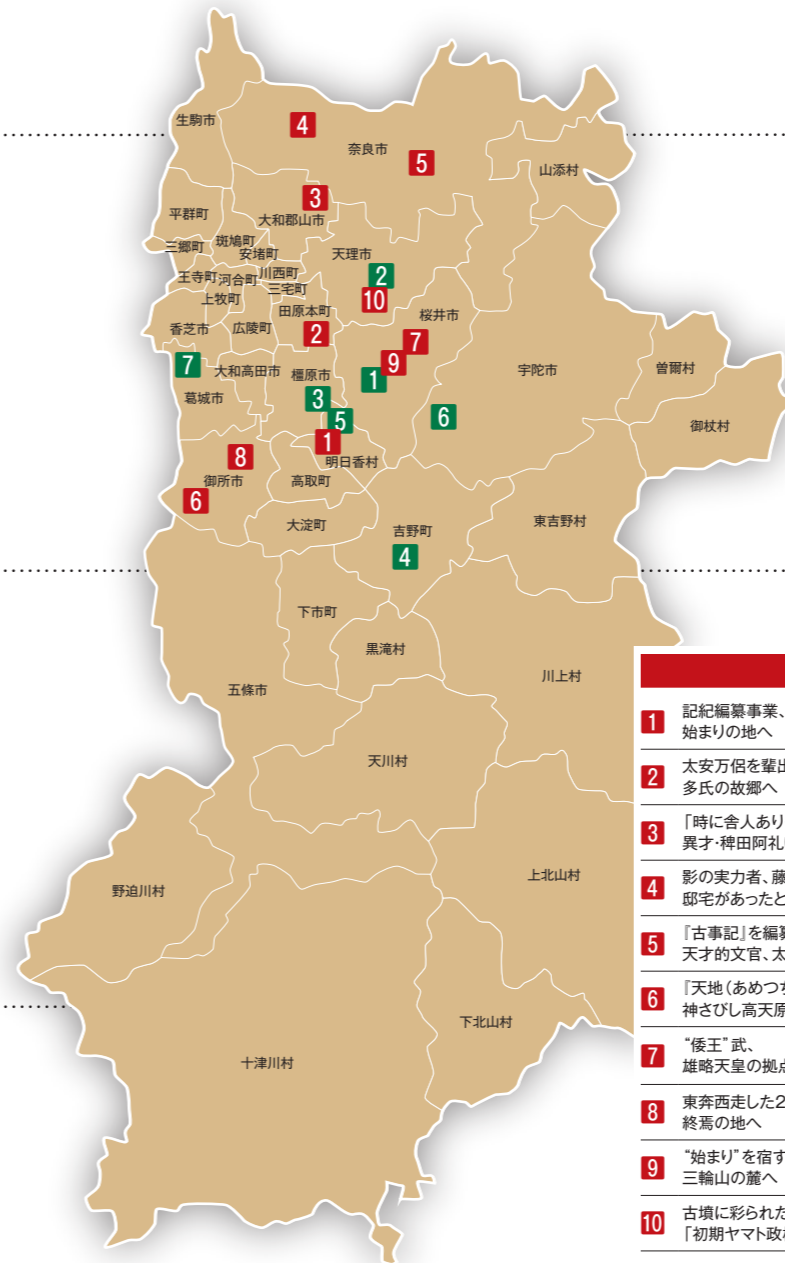 生駒市
4
奈良市
5
山添村
3
平群町
大和郡山市
斑鳩町
三郷町
安堵町
天理市
2
王寺町
河合町
川西町
三宅町
10
上牧町
田原本町
桜井市
香芝市
広陵町
2
7
9
7
大和高田市
橿原市
1
宇陀市
曽爾村
葛城市
3
5
6
御杖村
1
8
明日香村
御所市
高取町
6
大淀町
吉野町
東吉野村
4
下市町
黒滝村
川上村
五條市
天川村
野迫川村
上北山村
下北山村
十津川村
1 記紀編纂事業、
始まりの地へ
2 太安万侶を輩出
多氏の故郷へ
3 「時に舎人あり
異才・稗田阿礼
4 影の実力者、藤
邸宅があったと
5 『古事記』を編纂
天才的文官、太
6 『天地（あめつち
神さびし高天原
7 “倭王”武、
雄略天皇の拠点
8 東奔西走した2
終焉の地へ
9 “始まり”を宿す
三輪山の麓へ
10 古墳に彩られた
「初期ヤマト政権